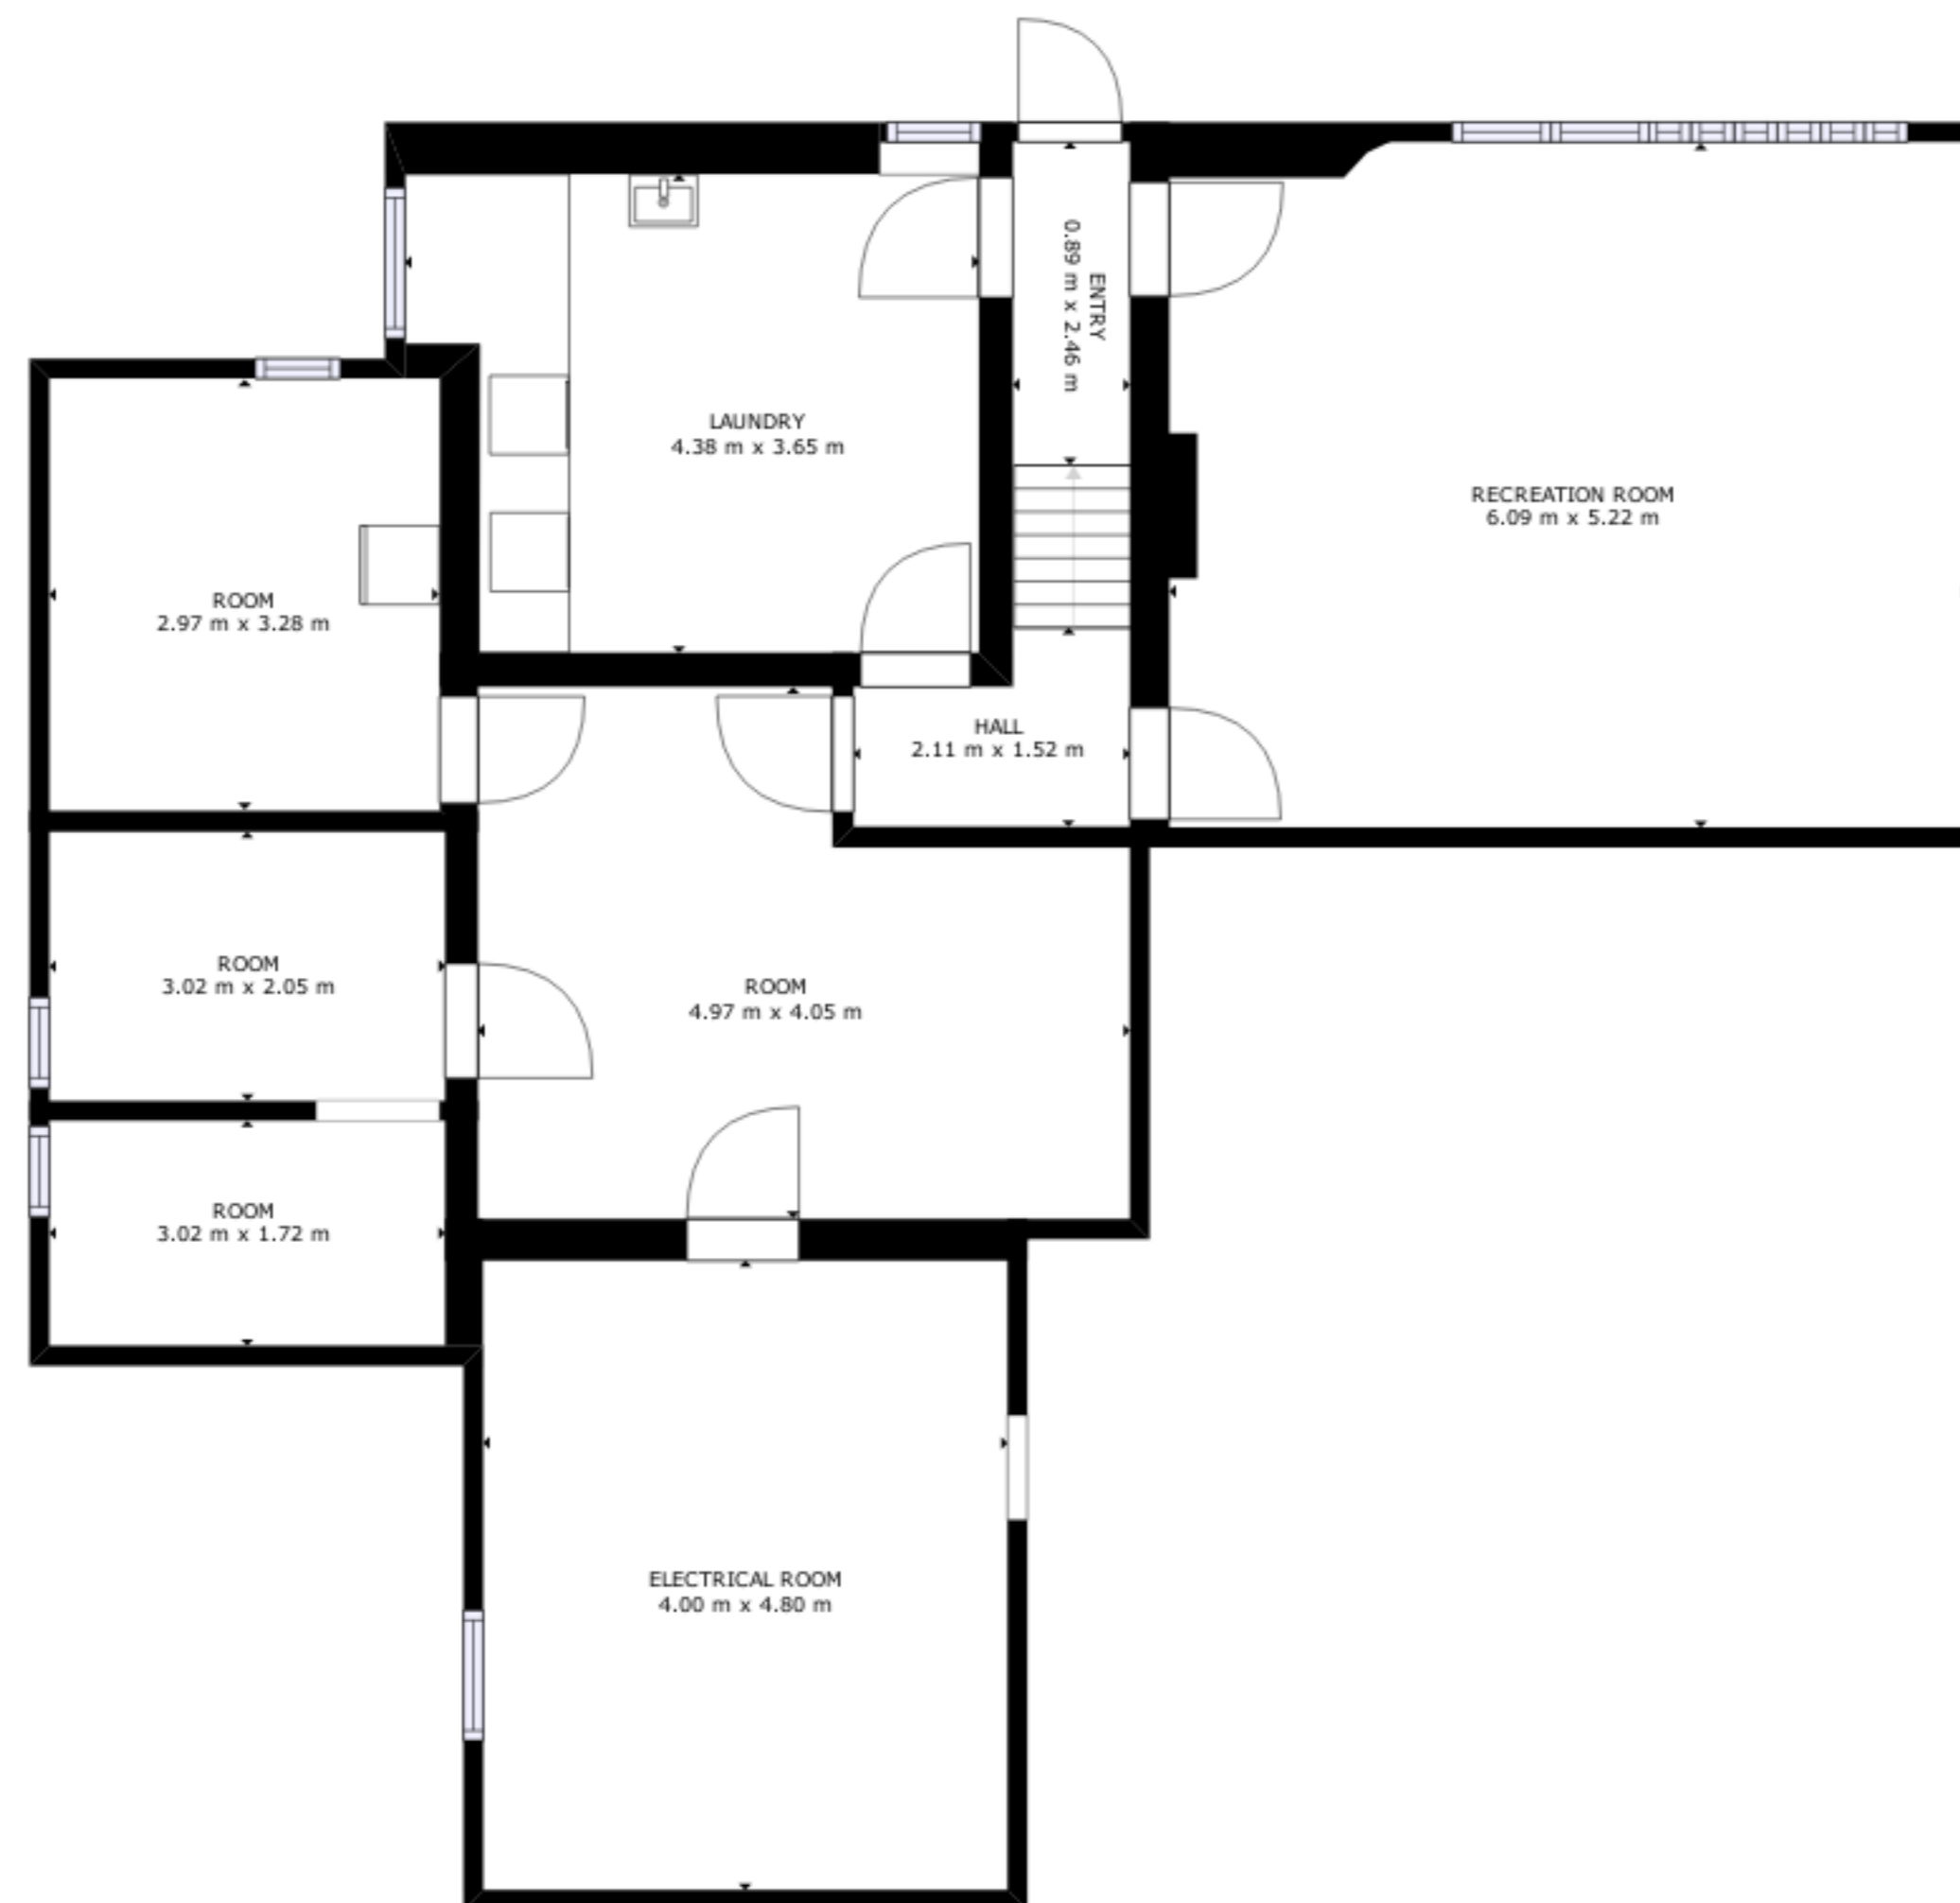 ENTRY
0.89 m x 2.46 m
LAUNDRY
4.38 m x 3.65 m
RECREATION ROOM
6.09 m x 5.22 m
ROOM
2.97 m x 3.28 m
HALL
2.11 m x 1.52 m
ROOM
3.02 m x 2.05 m
ROOM
4.97 m x 4.05 m
ROOM
3.02 m x 1.72 m
ELECTRICAL ROOM
4.00 m x 4.80 m